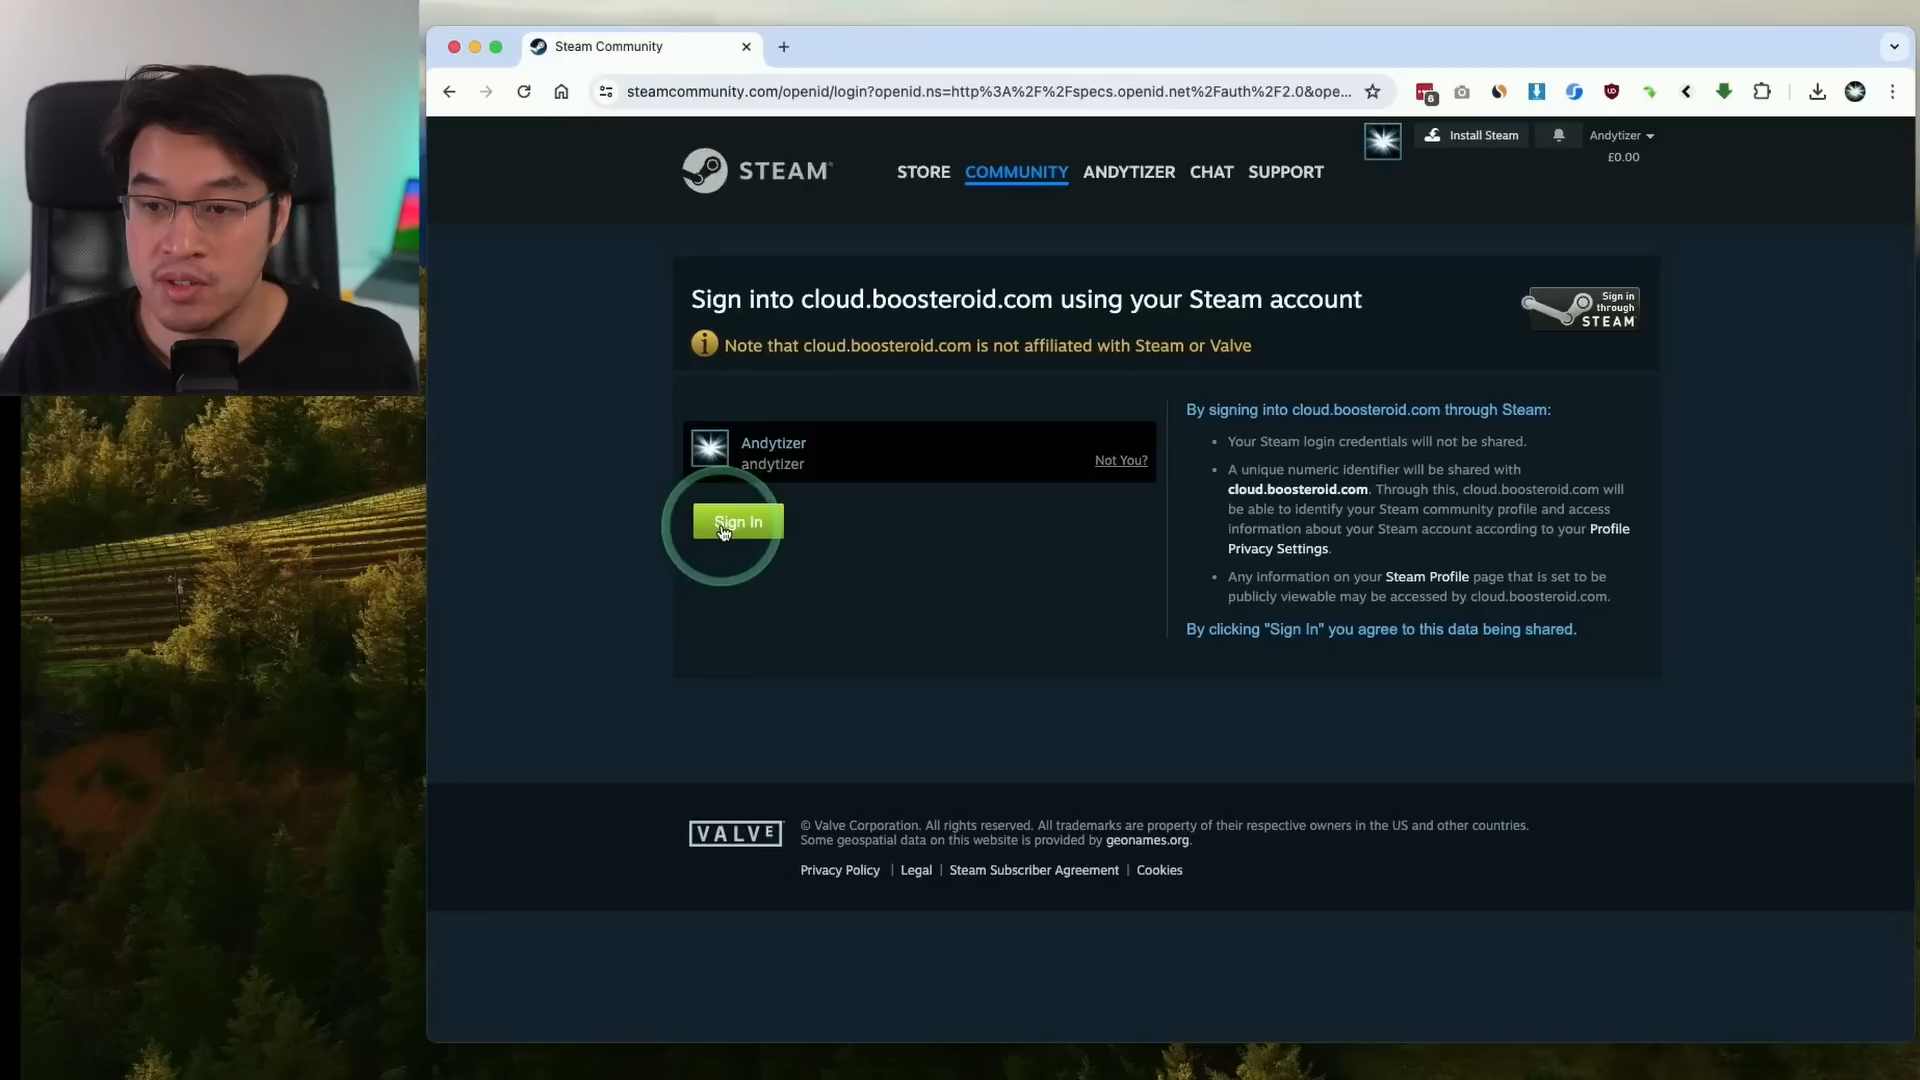 Steam Community
steamcommunity.com/openid/login?openid.ns=http%3A%2F%2Fspecs.openid.net%2Fauth%2F2.0&ope...
6
Install Steam
Andytizer
£0.00
STEAM
STORE
COMMUNITY
ANDYTIZER
CHAT
SUPPORT
Sign into cloud.boosteroid.com using your Steam account
Note that cloud.boosteroid.com is not affiliated with Steam or Valve
Sign in
through
STEAM
Andytizer
andytizer
Not You?
Sign In
By signing into cloud.boosteroid.com through Steam:
Your Steam login credentials will not be shared.
A unique numeric identifier will be shared with
cloud.boosteroid.com. Through this, cloud.boosteroid.com will
be able to identify your Steam community profile and access
information about your Steam account according to your Profile
Privacy Settings.
Any information on your Steam Profile page that is set to be
publicly viewable may be accessed by cloud.boosteroid.com.
By clicking "Sign In" you agree to this data being shared.
VALVE
© Valve Corporation. All rights reserved. All trademarks are property of their respective owners in the US and other countries.
Some geospatial data on this website is provided by geonames.org.
Privacy Policy | Legal | Steam Subscriber Agreement | Cookies